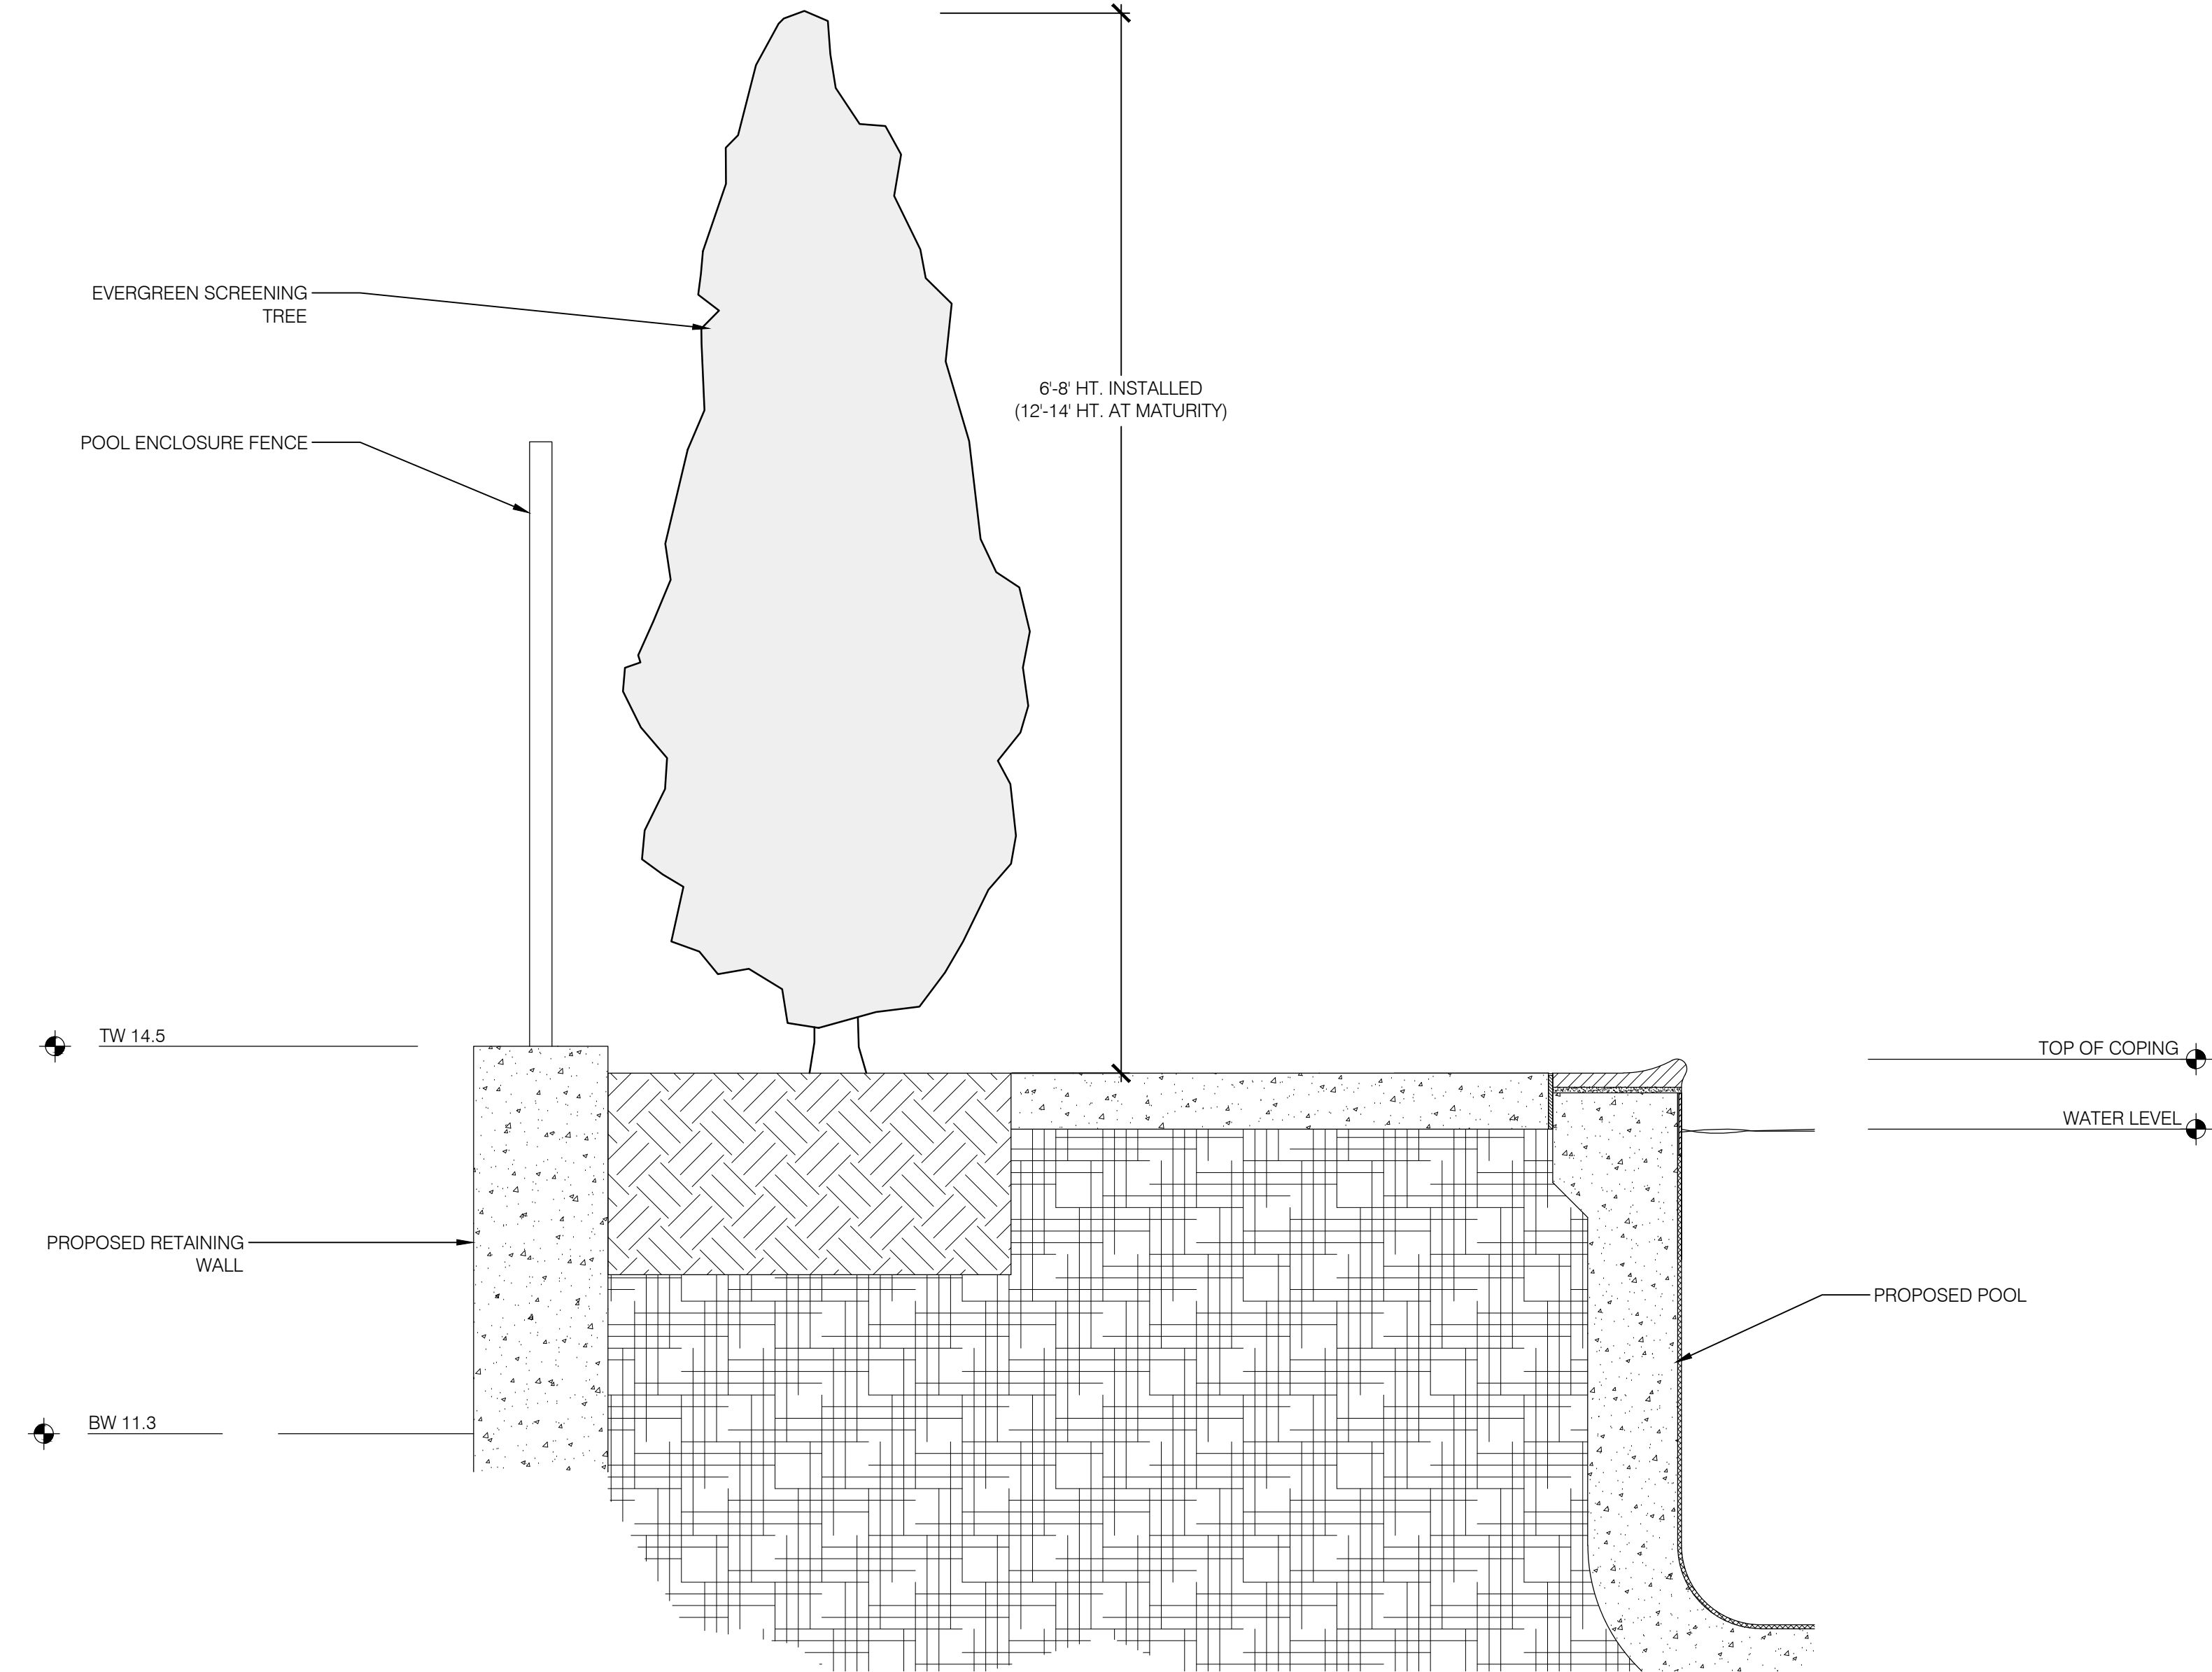 EVERGREEN SCREENING
TREE
6'-8' HT. INSTALLED
(12'-14' HT. AT MATURITY)
POOL ENCLOSURE FENCE
TW 14.5
TOP OF COPING
WATER LEVEL
PROPOSED RETAINING
WALL
PROPOSED POOL
BW 11.3